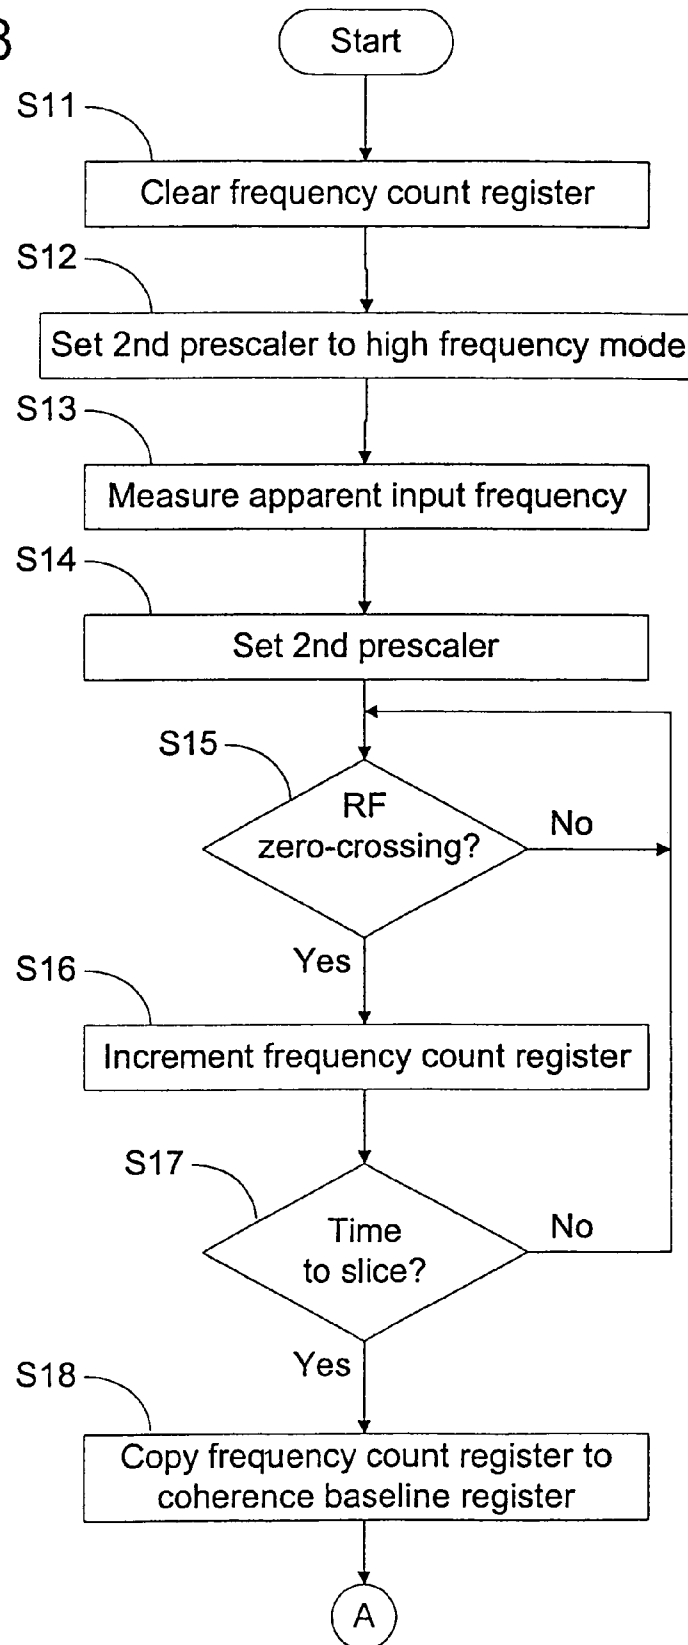 3
Start
S11
Clear frequency count register
S12
Set 2nd prescaler to high frequency mode
S13
Measure apparent input frequency
S14
Set 2nd prescaler
S15
RF
zero-crossing?
No
Yes
S16
Increment frequency count register
S17
Time
to slice?
No
Yes
S18
Copy frequency count register to
coherence baseline register
A